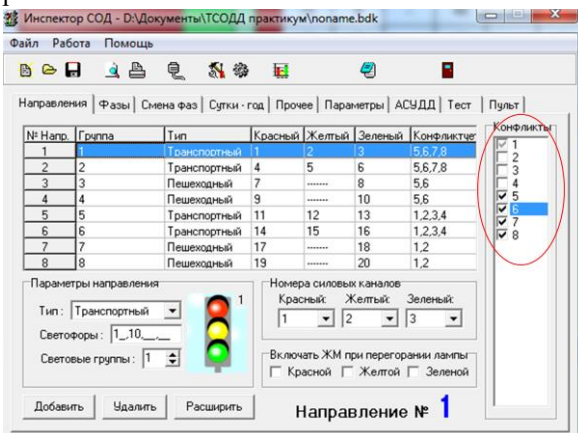 Инспектор СОД - D:\Документы\ТСОДД практикум\noname.bdk
Файл Работа Помощь
Направления Фазы Смена фаз Сутки - год Прочее Параметры АСУДД Тест Пульт
№ Напр. Группа Тип Красный Желтый Зеленый Конфликтует
1 1 Транспортный 1 2 3 5,6,7,8
2 2 Транспортный 4 5 6 5,6,7,8
3 3 Пешеходный 7 ------- 8 5,6
4 4 Пешеходный 9 ------- 10 5,6
5 5 Транспортный 11 12 13 1,2,3,4
6 6 Транспортный 14 15 16 1,2,3,4
7 7 Пешеходный 17 ------- 18 1,2
8 8 Пешеходный 19 ------- 20 1,2
Конфликты
1
2
3
4
5
6
7
8
Параметры направления
Тип : Транспортный
Светофоры : 1_,10,__,__
Световые группы : 1
1
Номера силовых каналов
Красный: Желтый: Зеленый:
1 2 3
Включать ЖМ при перегорании лампы
Красной Желтой Зеленой
Добавить Удалить Расширить
Направление № 1